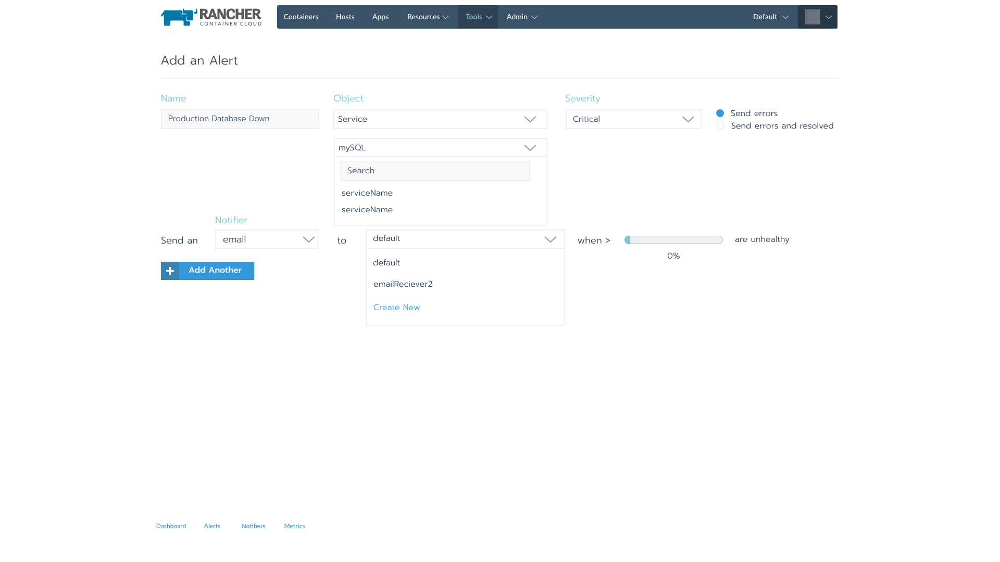 RANCHER
CONTAINER CLOUD
Containers Hosts Apps Resources Tools Admin Default
Add an Alert
Name Object Severity
Production Database Down Service Critical Send errors
Send errors and resolved
mySQL
Search
serviceName
serviceName
Notifier
Send an email to default when > are unhealthy
0%
default
Add Another
emailReciever2
Create New
Dashboard Alerts Notifiers Metrics